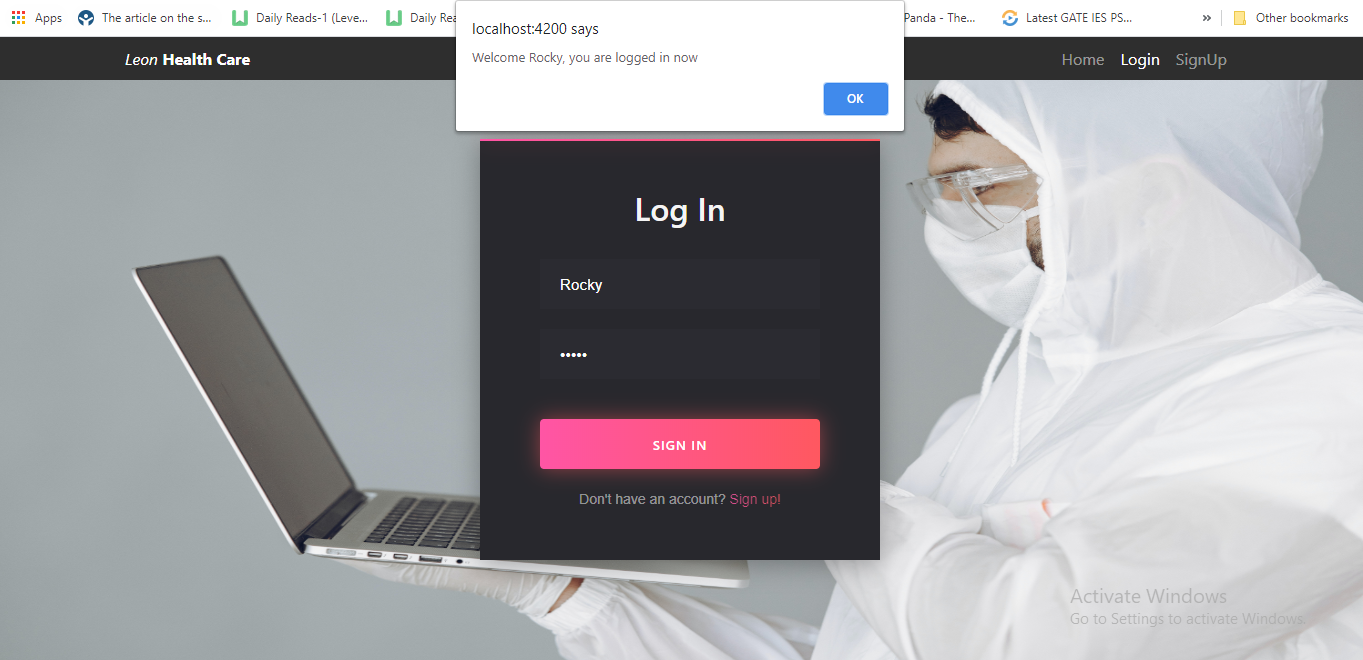 Apps The article on the s... Daily Reads-1 (Leve... Daily Rea Panda - The... Latest GATE IES PS... » Other bookmarks
localhost:4200 says
Welcome Rocky, you are logged in now
OK
Leon Health Care Home Login SignUp
Log In
Rocky
•••••
SIGN IN
Don't have an account? Sign up!
Activate Windows
Go to Settings to activate Windows.